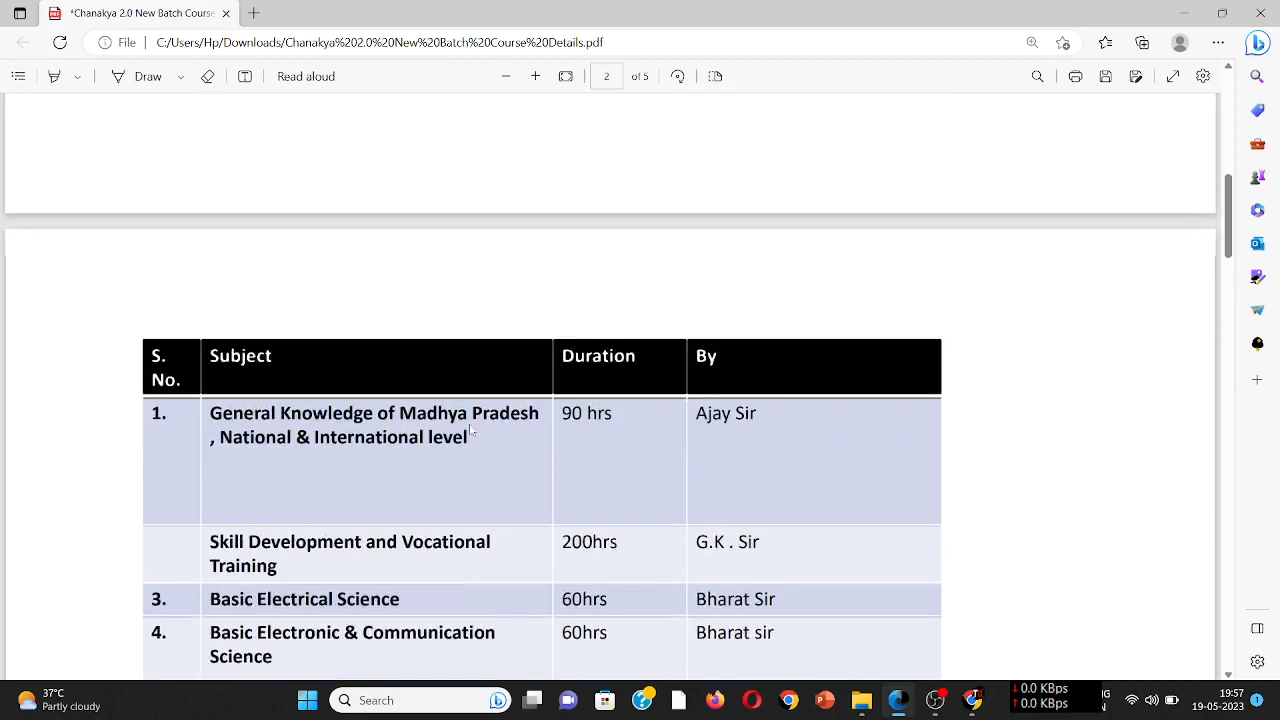 *Chanakya 2.0 New Batch Course
File
C:/Users/Hp/Downloads/Chanakya%202.0%20New%20Batch%20Course%20Details.pdf
Draw
Read aloud
2
of 5
S. No.
Subject
Duration
By
1.
General Knowledge of Madhya Pradesh
, National & International level
90 hrs
Ajay Sir
Skill Development and Vocational
Training
200hrs
G.K . Sir
3.
Basic Electrical Science
60hrs
Bharat Sir
4.
Basic Electronic & Communication
Science
60hrs
Bharat sir
37°C
Partly cloudy
Search
0.0 KBps
0.0 KBps
19:57
19-05-2023
1